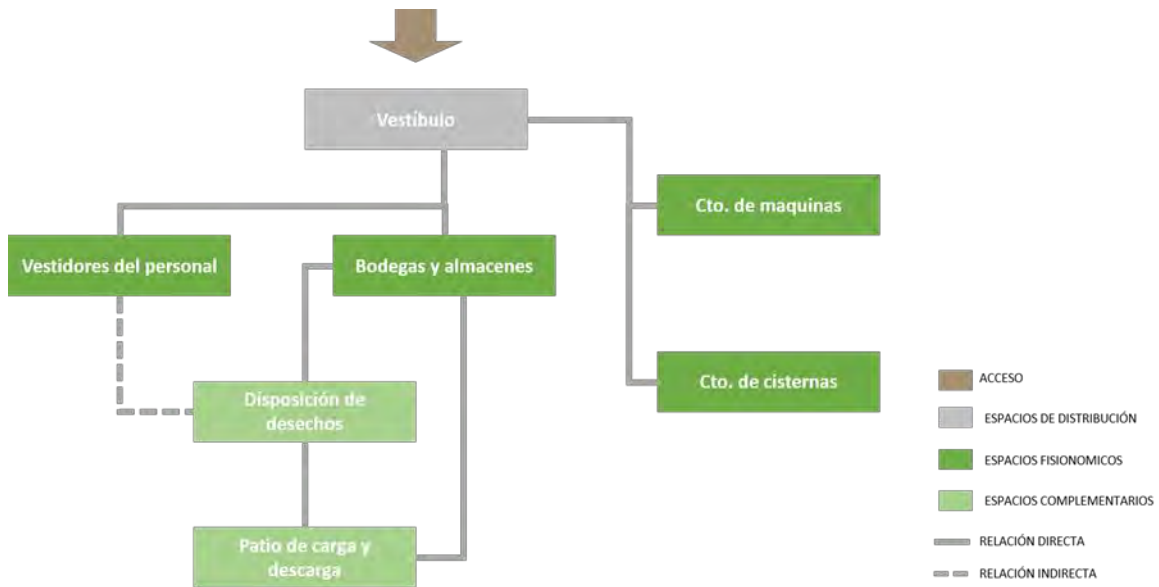 Vestíbulo
Cto. de maquinas
Vestidores del personal
Bodegas y almacenes
Cto. de cisternas
Disposición de
desechos
Patio de carga y
descarga
ACCESO
ESPACIOS DE DISTRIBUCIÓN
ESPACIOS FISIONOMICOS
ESPACIOS COMPLEMENTARIOS
RELACIÓN DIRECTA
RELACIÓN INDIRECTA